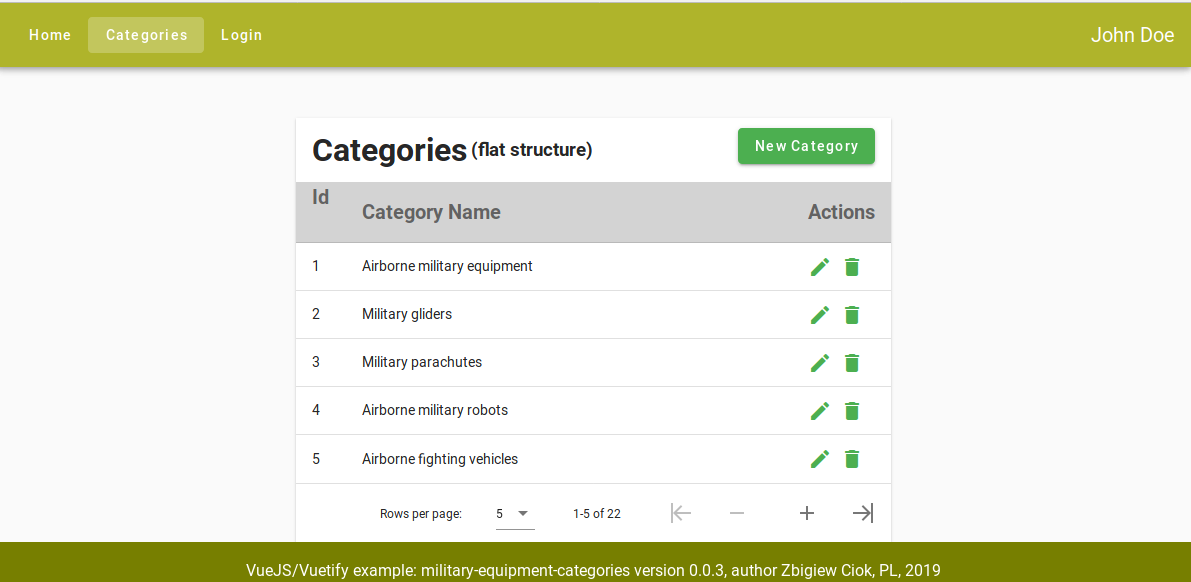 Home Categories Login John Doe
Categories (flat structure) New Category
Id Category Name Actions
1 Airborne military equipment
2 Military gliders
3 Military parachutes
4 Airborne military robots
5 Airborne fighting vehicles
Rows per page: 5 1-5 of 22
VueJS/Vuetify example: military-equipment-categories version 0.0.3, author Zbigiew Ciok, PL, 2019